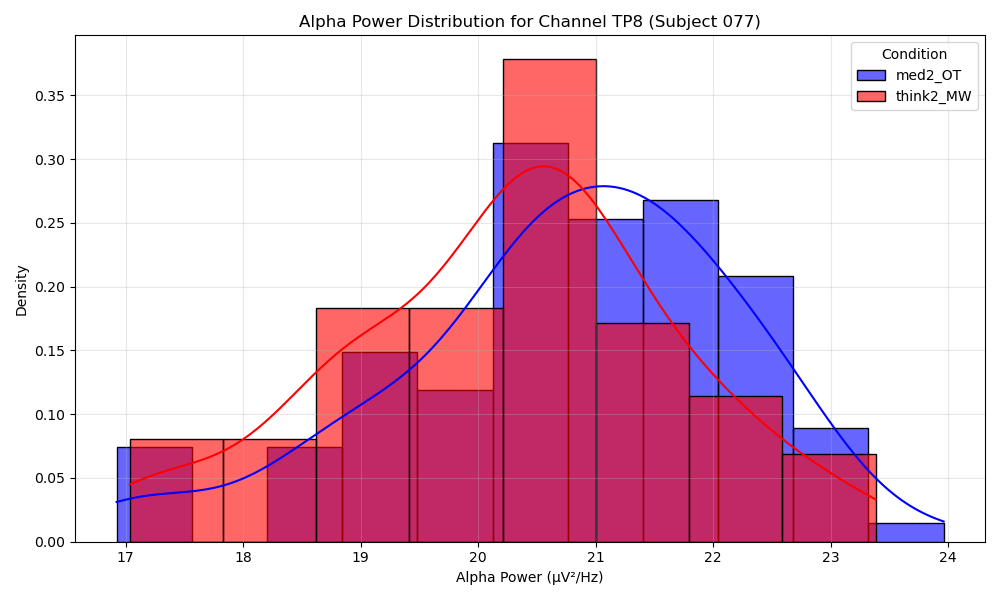 Alpha Power Distribution for Channel TP8 (Subject 077)
Condition
med2_OT
think2_MW
Density
0.35
0.30
0.25
0.20
0.15
0.10
0.05
0.00
17 18 19 20 21 22 23 24
Alpha Power (µV²/Hz)